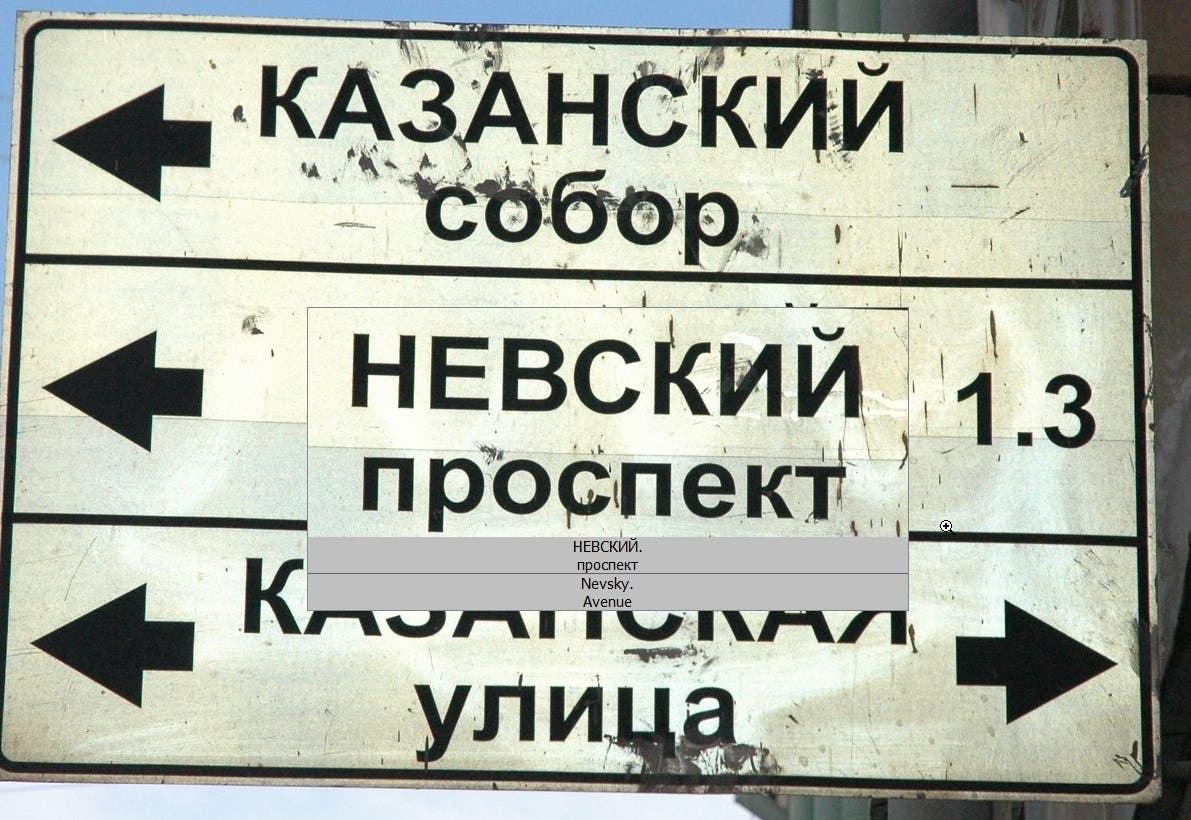 КАЗАНСКИЙ
собор
НЕВСКИЙ
проспект
1.3
НЕВСКИЙ.
проспект
Nevsky.
Avenue
КАЗАНСКАЯ
улица